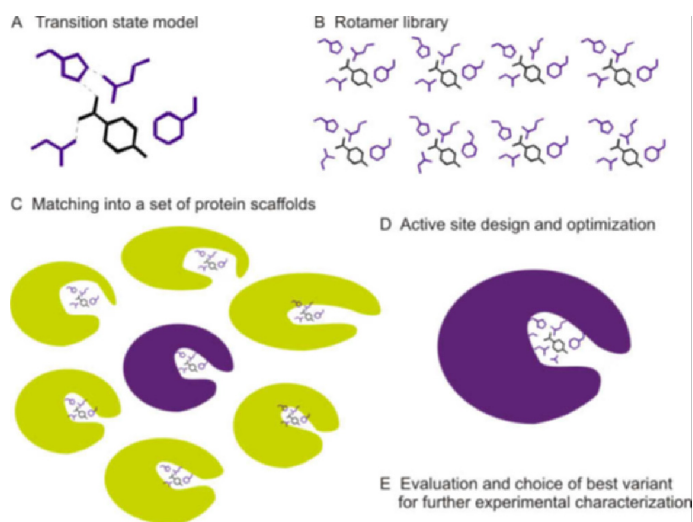 A Transition state model
B Rotamer library
C Matching into a set of protein scaffolds
D Active site design and optimization
E Evaluation and choice of best variant
for further experimental characterization